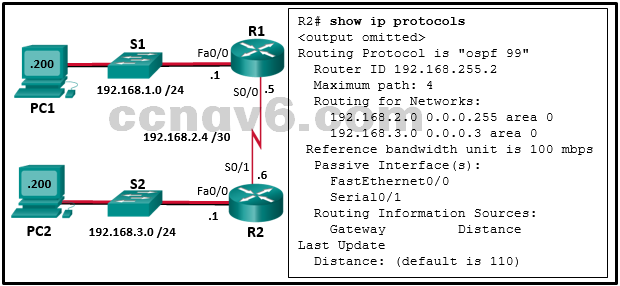 S1
Fa0/0
R1
.200
.1
PC1
192.168.1.0 /24
S0/0
.5
ccnav6.com
192.168.2.4 /30
S0/1
.6
S2
Fa0/0
.200
.1
PC2
192.168.3.0 /24
R2
R2# show ip protocols
<output omitted>
Routing Protocol is "ospf 99"
Router ID 192.168.255.2
Maximum path: 4
Routing for Networks:
192.168.2.0 0.0.0.255 area 0
192.168.3.0 0.0.0.3 area 0
Reference bandwidth unit is 100 mbps
Passive Interface(s):
FastEthernet0/0
Serial0/1
Routing Information Sources:
Gateway Distance
Last Update
Distance: (default is 110)